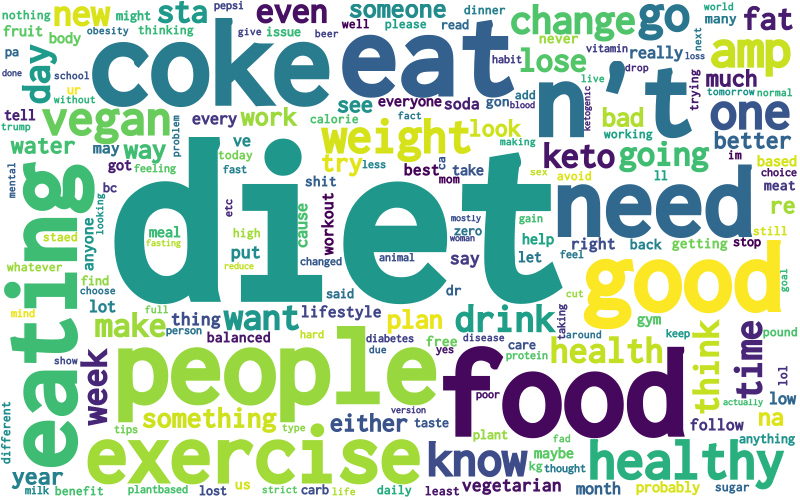 nothing new might sta pepsi give issue beer someone well please dinner read change go world many fat
fruit body thinking obesity even never vitamin next loss
pa day coke eat habit lose really amp
done school ur without drop live trying much tomorrow normal
tell vegan every work calorie see everyone soda gon add blood n't ketogenic bad one
trump problem ve fact making working better
water may way today weight look keto going im based
mental feeling got fast try less ca best take sex avoid ll choice meat
bc shit mom re
looking eating diet need
staed anyone etc workout cause mostly zero gain say help right back getting stop still
meal high put woman let feel
whatever find fasting reduce changed animal dr good goal
choose lot full said cut
mind thing want lifestyle plan drink taking around gym keep pound
make person balanced hard free diabetes disease care health think time
show week people due yes protein lol
different tips something type version poor food low
either taste plant fad maybe follow na actually
year exercise know kg thought healthy anything
milk benefit plantbased lost us strict carb life daily least vegetarian month probably sugar